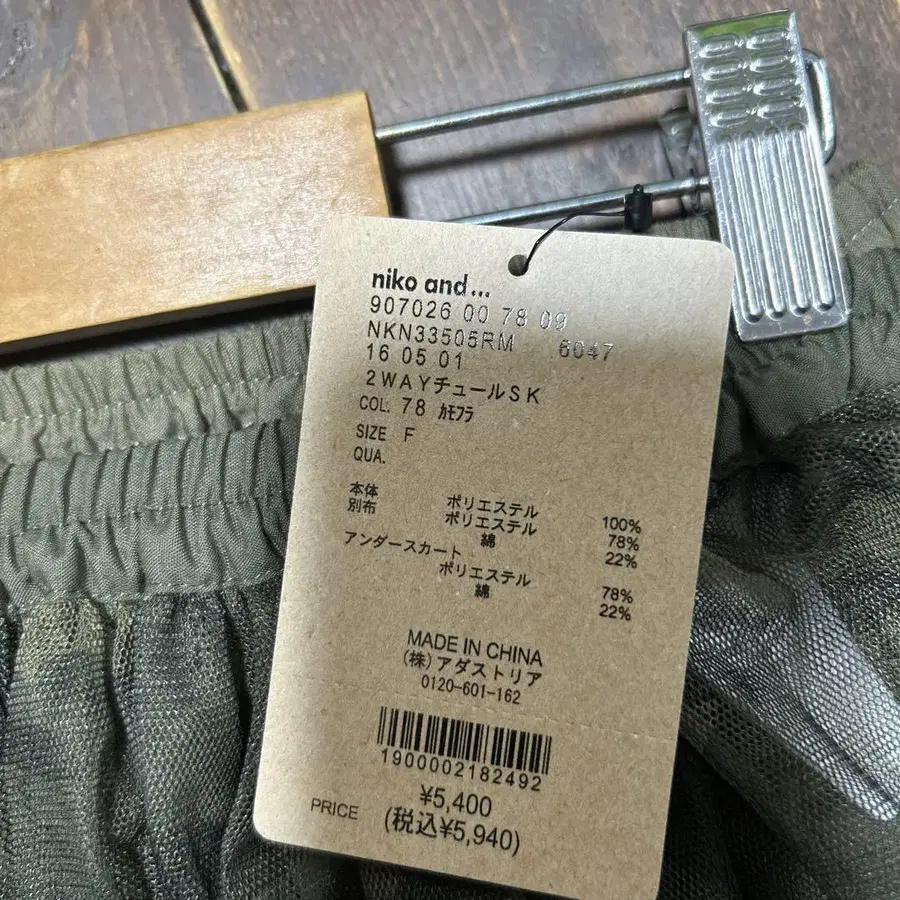 niko and...
907026 00 78 09
NKN33505RM 6047
16 05 01
2WAYチュールSK
COL. 78 ｶﾓﾌﾗ
SIZE F
QUA.
本体 ポリエステル 100%
別布 ポリエステル 78%
綿 22%
アンダースカート
ポリエステル 78%
綿 22%
MADE IN CHINA
(株)アダストリア
0120-601-162
1900002182492
PRICE ¥5,400
(税込¥5,940)